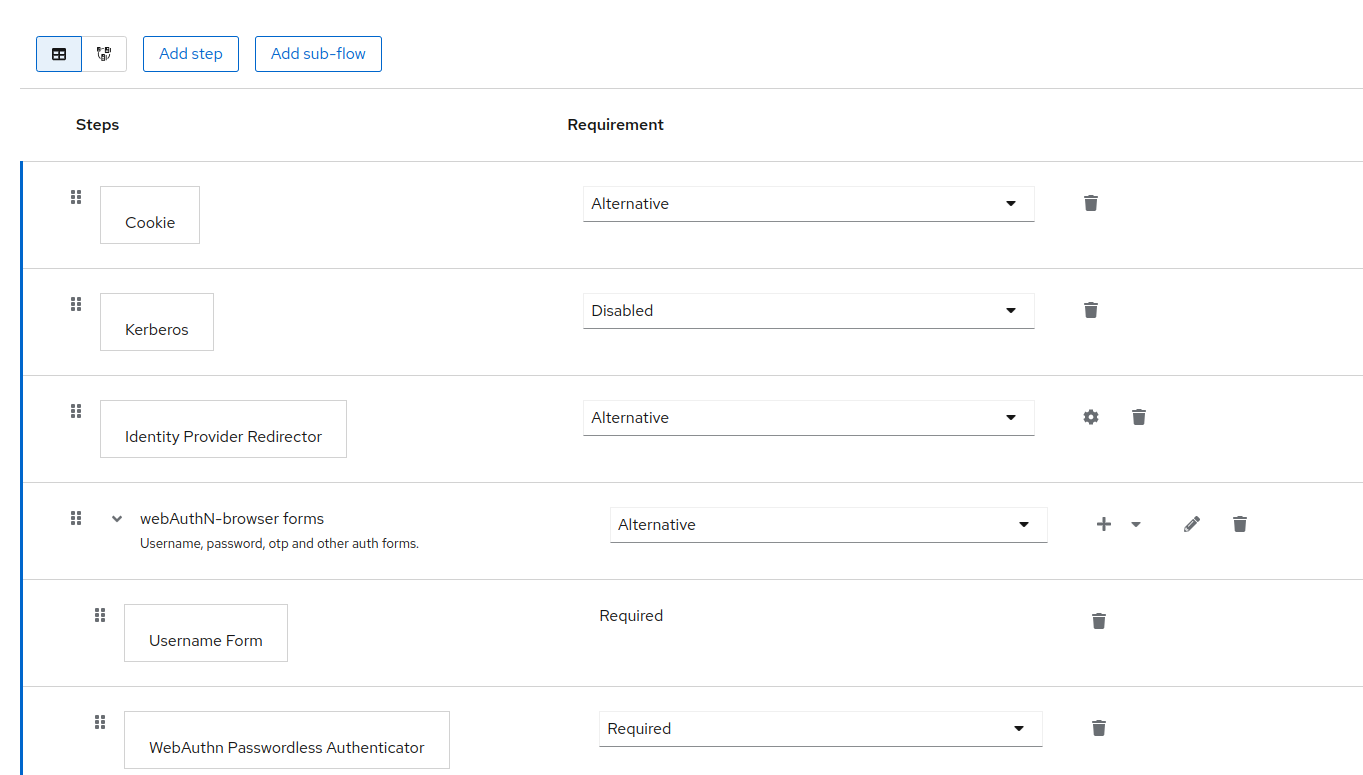 Add step
Add sub-flow
Steps
Requirement
Cookie
Alternative
Kerberos
Disabled
Identity Provider Redirector
Alternative
webAuthN-browser forms
Alternative
Username, password, otp and other auth forms.
Username Form
Required
WebAuthn Passwordless Authenticator
Required